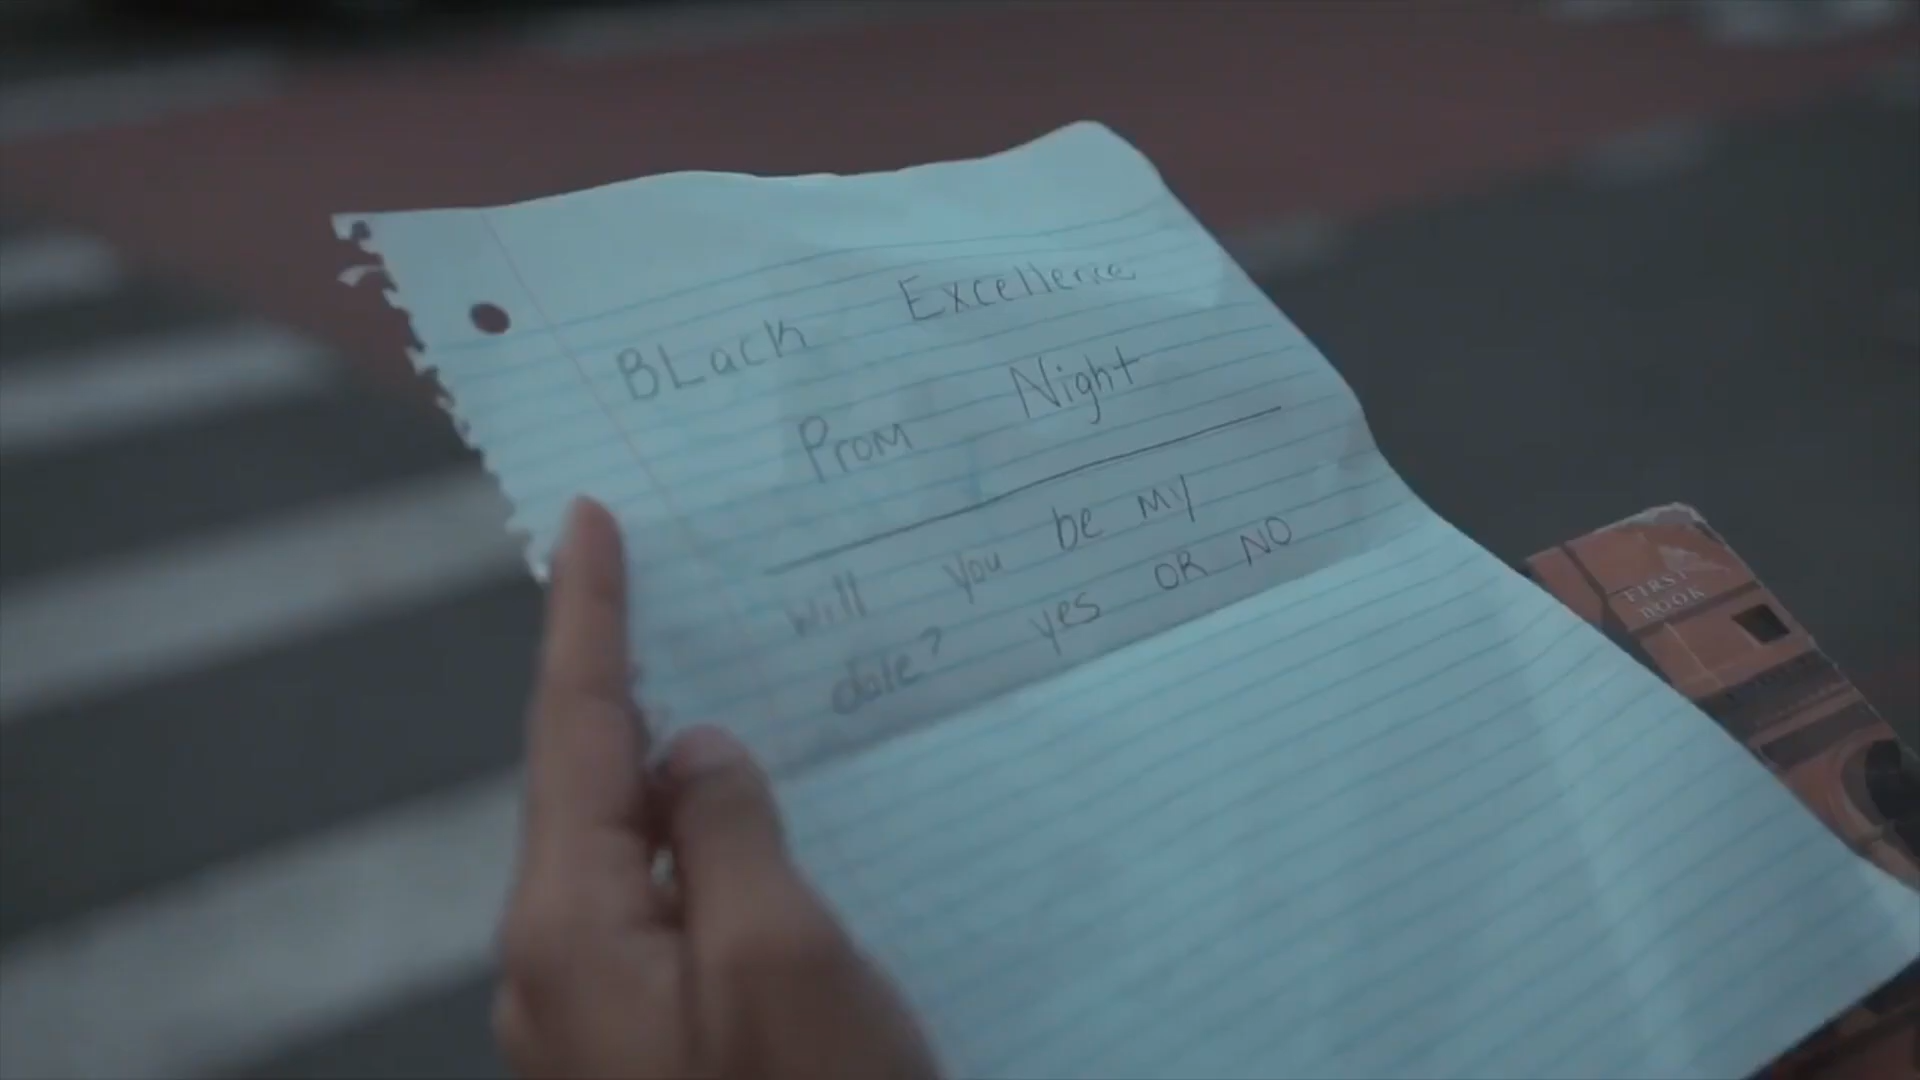 BLack Excellence
Prom Night
will you be my
date? yes OR NO
FIRST
BOOK